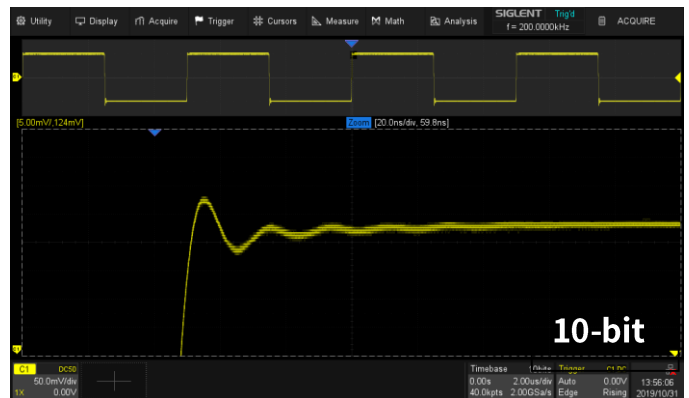 Utility Display Acquire Trigger Cursors Measure Math Analysis SIGLENT Trig'd ACQUIRE
f = 200.0000kHz
[5.00mV/,124mV] Zoom [20.0ns/div, 59.8ns]
10-bit
C1 DC50 Timebase 10bits Trigger C1 DC
50.0mV/div 0.00s 2.00us/div Auto 0.00V 13:56:06
1X 0.00V 40.0kpts 2.00GSa/s Edge Rising 2019/10/31